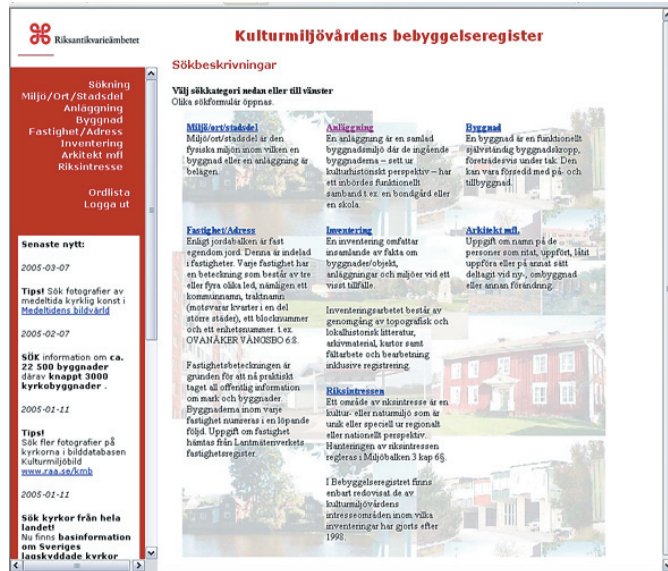 Riksantikvarieämbetet
Kulturmiljövårdens bebyggelseregister
Sökning
Miljö/Ort/Stadsdel
Anläggning
Byggnad
Fastighet/Adress
Inventering
Arkitekt mfl
Riksintresse
Ordlista
Logga ut
Senaste nytt:
2005-03-07
Tips! Sök fotografier av
medeltida kyrklig konst i
Medeltidens bildvärld
2005-02-07
SÖK information om ca.
22 500 byggnader
därav knappt 3000
kyrkobyggnader .
2005-01-11
Tips!
Sök fler fotografier på
kyrkorna i bilddatabasen
Kulturmiljöbild
www.raa.se/kmb
2005-01-11
Sök kyrkor från hela
landet!
Nu finns basinformation
om Sveriges
lagskyddade kyrkor
Sökbeskrivningar
Välj sökkategori nedan eller till vänster
Olika sökformulär öppnas.
Miljö/ort/stadsdel
Miljö/ort/stadsdel är den
fysiska miljön inom vilken en
byggnad eller en anläggning är
belägen.
Anläggning
En anläggning är en samlad
byggnadsmiljö där de ingående
byggnaderna – sett ur
kulturhistoriskt perspektiv – har
ett inbördes funktionellt
samband t.ex. en bondgård eller
en skola.
Byggnad
En byggnad är en funktionellt
självständig byggnadskropp,
företrädesvis under tak. Den
kan vara försedd med på- och
tillbyggnad.
Fastighet/Adress
Enligt jordabalken är fast
egendom jord. Denna är indelad
i fastigheter. Varje fastighet har
en beteckning som består av tre
eller fyra olika led, nämligen ett
kommunnamn, traktnamn
(motsvarar kvarter i en del
större städer), ett blocknummer
och ett enhetsnummer. t.ex.
OVANÅKER VÄNGSBO 6:8.
Fastighetsbeteckningen är
grunden för att nå praktiskt
taget all offentlig information
om mark och byggnader.
Byggnaderna inom varje
fastighet numreras i en löpande
följd. Uppgift om fastighet
hämtas från Lantmäteriverkets
fastighetsregister.
Inventering
En inventering omfattar
insamlande av fakta om
byggnader/objekt,
anläggningar och miljöer vid ett
visst tillfälle.
Inventeringsarbetet består av
genomgång av topografisk och
lokalhistorisk litteratur,
arkivmaterial, kartor samt
fältarbete och bearbetning
inklusive registrering.
Riksintressen
Ett område av riksintresse är en
kultur- eller naturmiljö som är
unik eller speciell ur regionalt
eller nationellt perspektiv.
Hanteringen av riksintressen
regleras i Miljöbalken 3 kap 6§.
I Bebyggelseregistret finns
enbart redovisat de av
kulturmiljövårdens
intresseområden inom vilka
inventeringar har gjorts efter
1998.
Arkitekt mfl.
Uppgift om namn på de
personer som ritat, uppfört, låtit
uppföra eller på annat sätt
deltagit vid ny-, ombyggnad
eller annan förändring.